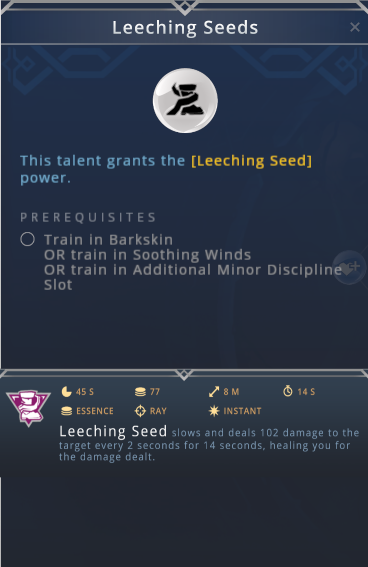 Leeching Seeds
This talent grants the [Leeching Seed]
power.
PREREQUISITES
Train in Barkskin
OR train in Soothing Winds
OR train in Additional Minor Discipline
Slot
45 S 77 8 M 14 S
ESSENCE RAY INSTANT
Leeching Seed slows and deals 102 damage to the
target every 2 seconds for 14 seconds, healing you for
the damage dealt.